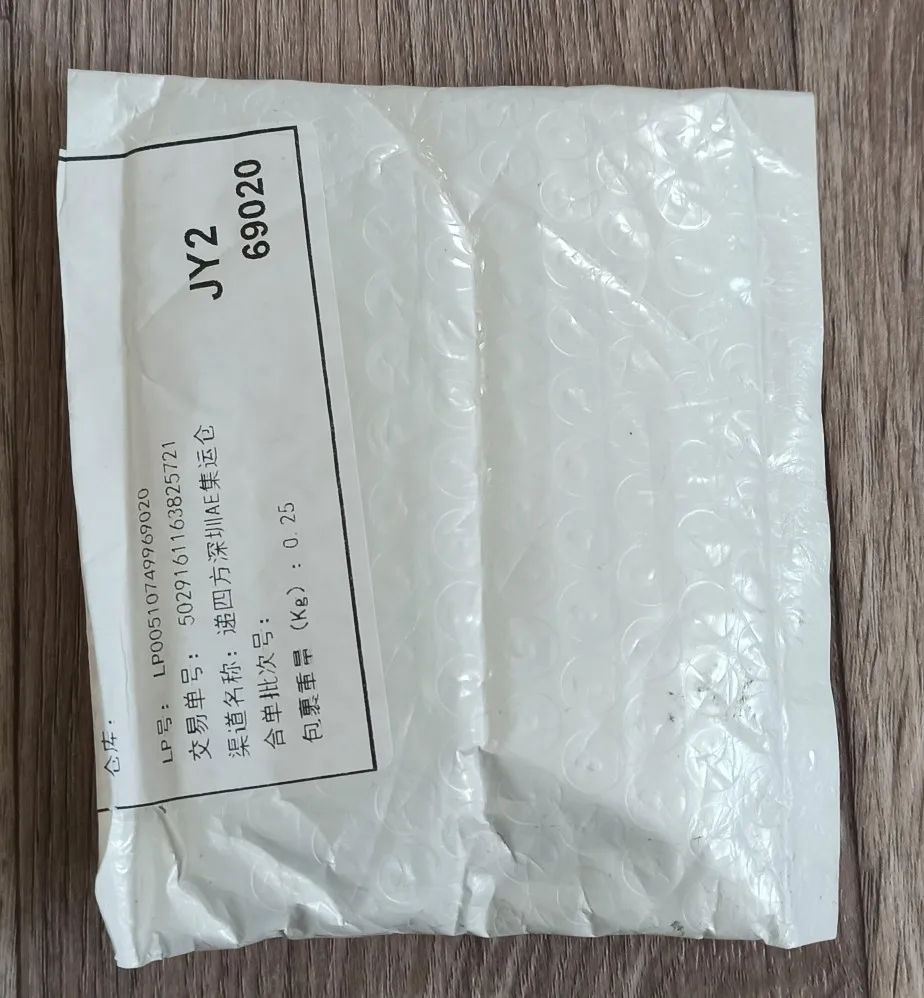 JY2
69020
仓库:
LP号: LP00510749969020
交易单号: 5029161163825721
渠道名称: 递四方深圳AE集运仓
合单批次号:
包裹重量 (Kg): 0.25